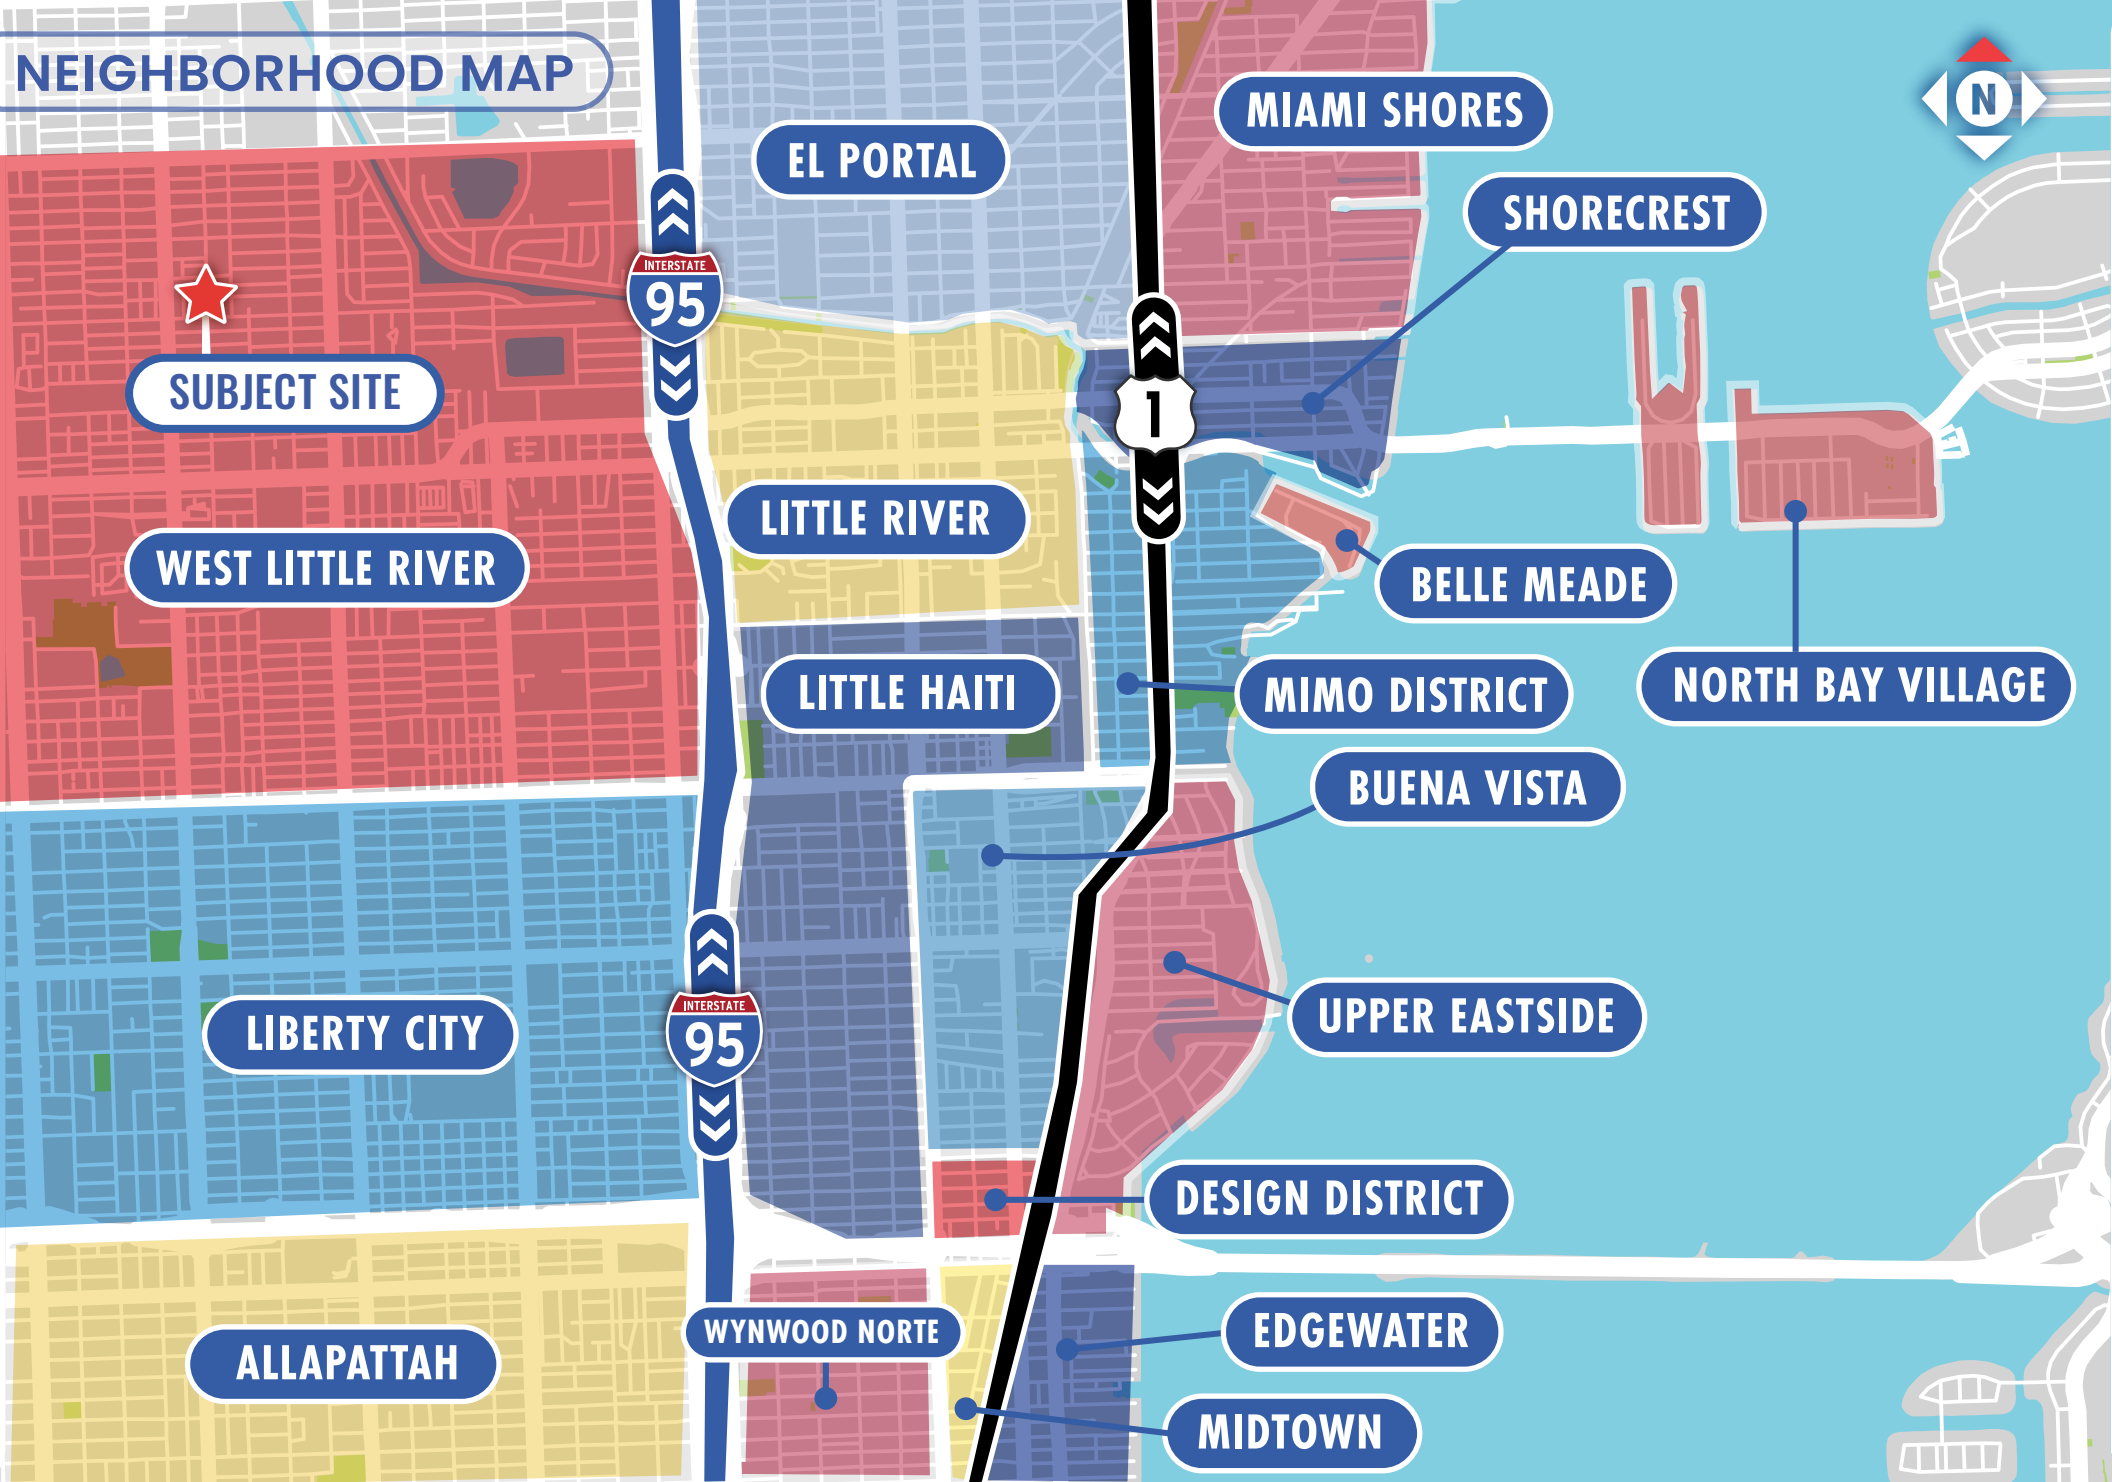 NEIGHBORHOOD MAP
MIAMI SHORES
N
EL PORTAL
SHORECREST
INTERSTATE
95
SUBJECT SITE
1
LITTLE RIVER
WEST LITTLE RIVER
BELLE MEADE
LITTLE HAITI
MIMO DISTRICT
NORTH BAY VILLAGE
BUENA VISTA
INTERSTATE
95
LIBERTY CITY
UPPER EASTSIDE
DESIGN DISTRICT
WYNWOOD NORTE
EDGEWATER
ALLAPATTAH
MIDTOWN